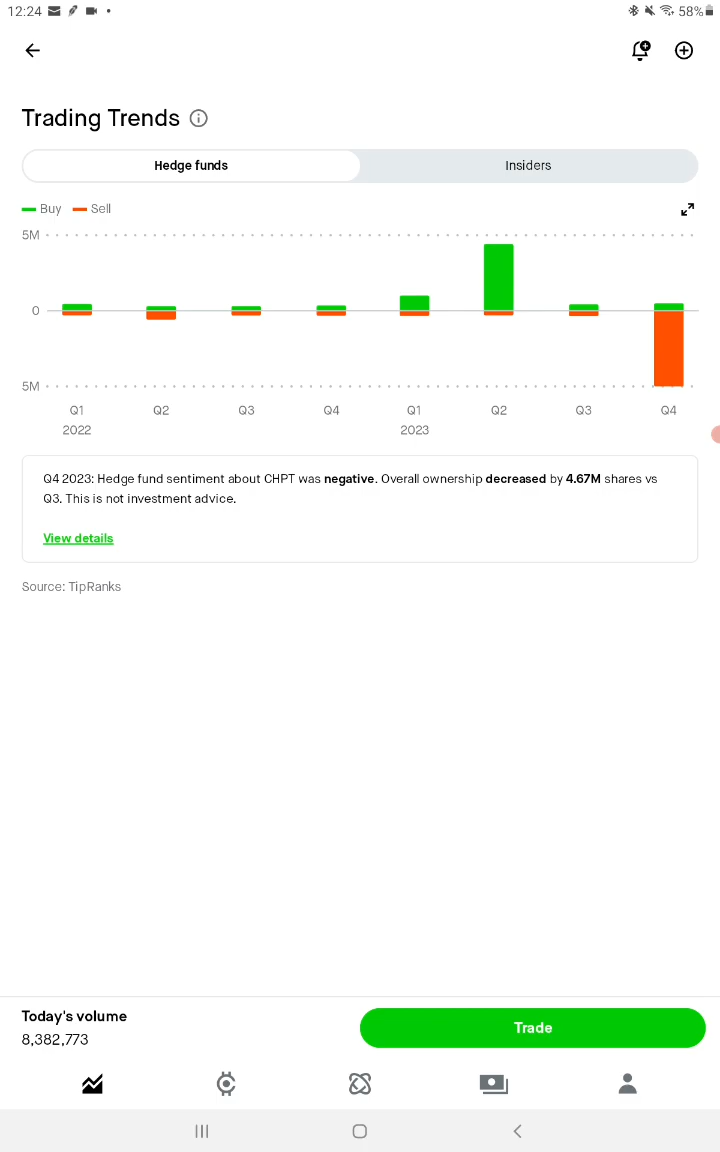 12:24
58%
Trading Trends
Hedge funds
Insiders
Buy
Sell
5M
0
5M
Q1 Q2 Q3 Q4 Q1 Q2 Q3 Q4
2022 2023
Q4 2023: Hedge fund sentiment about CHPT was negative. Overall ownership decreased by 4.67M shares vs
Q3. This is not investment advice.
View details
Source: TipRanks
Today's volume
8,382,773
Trade